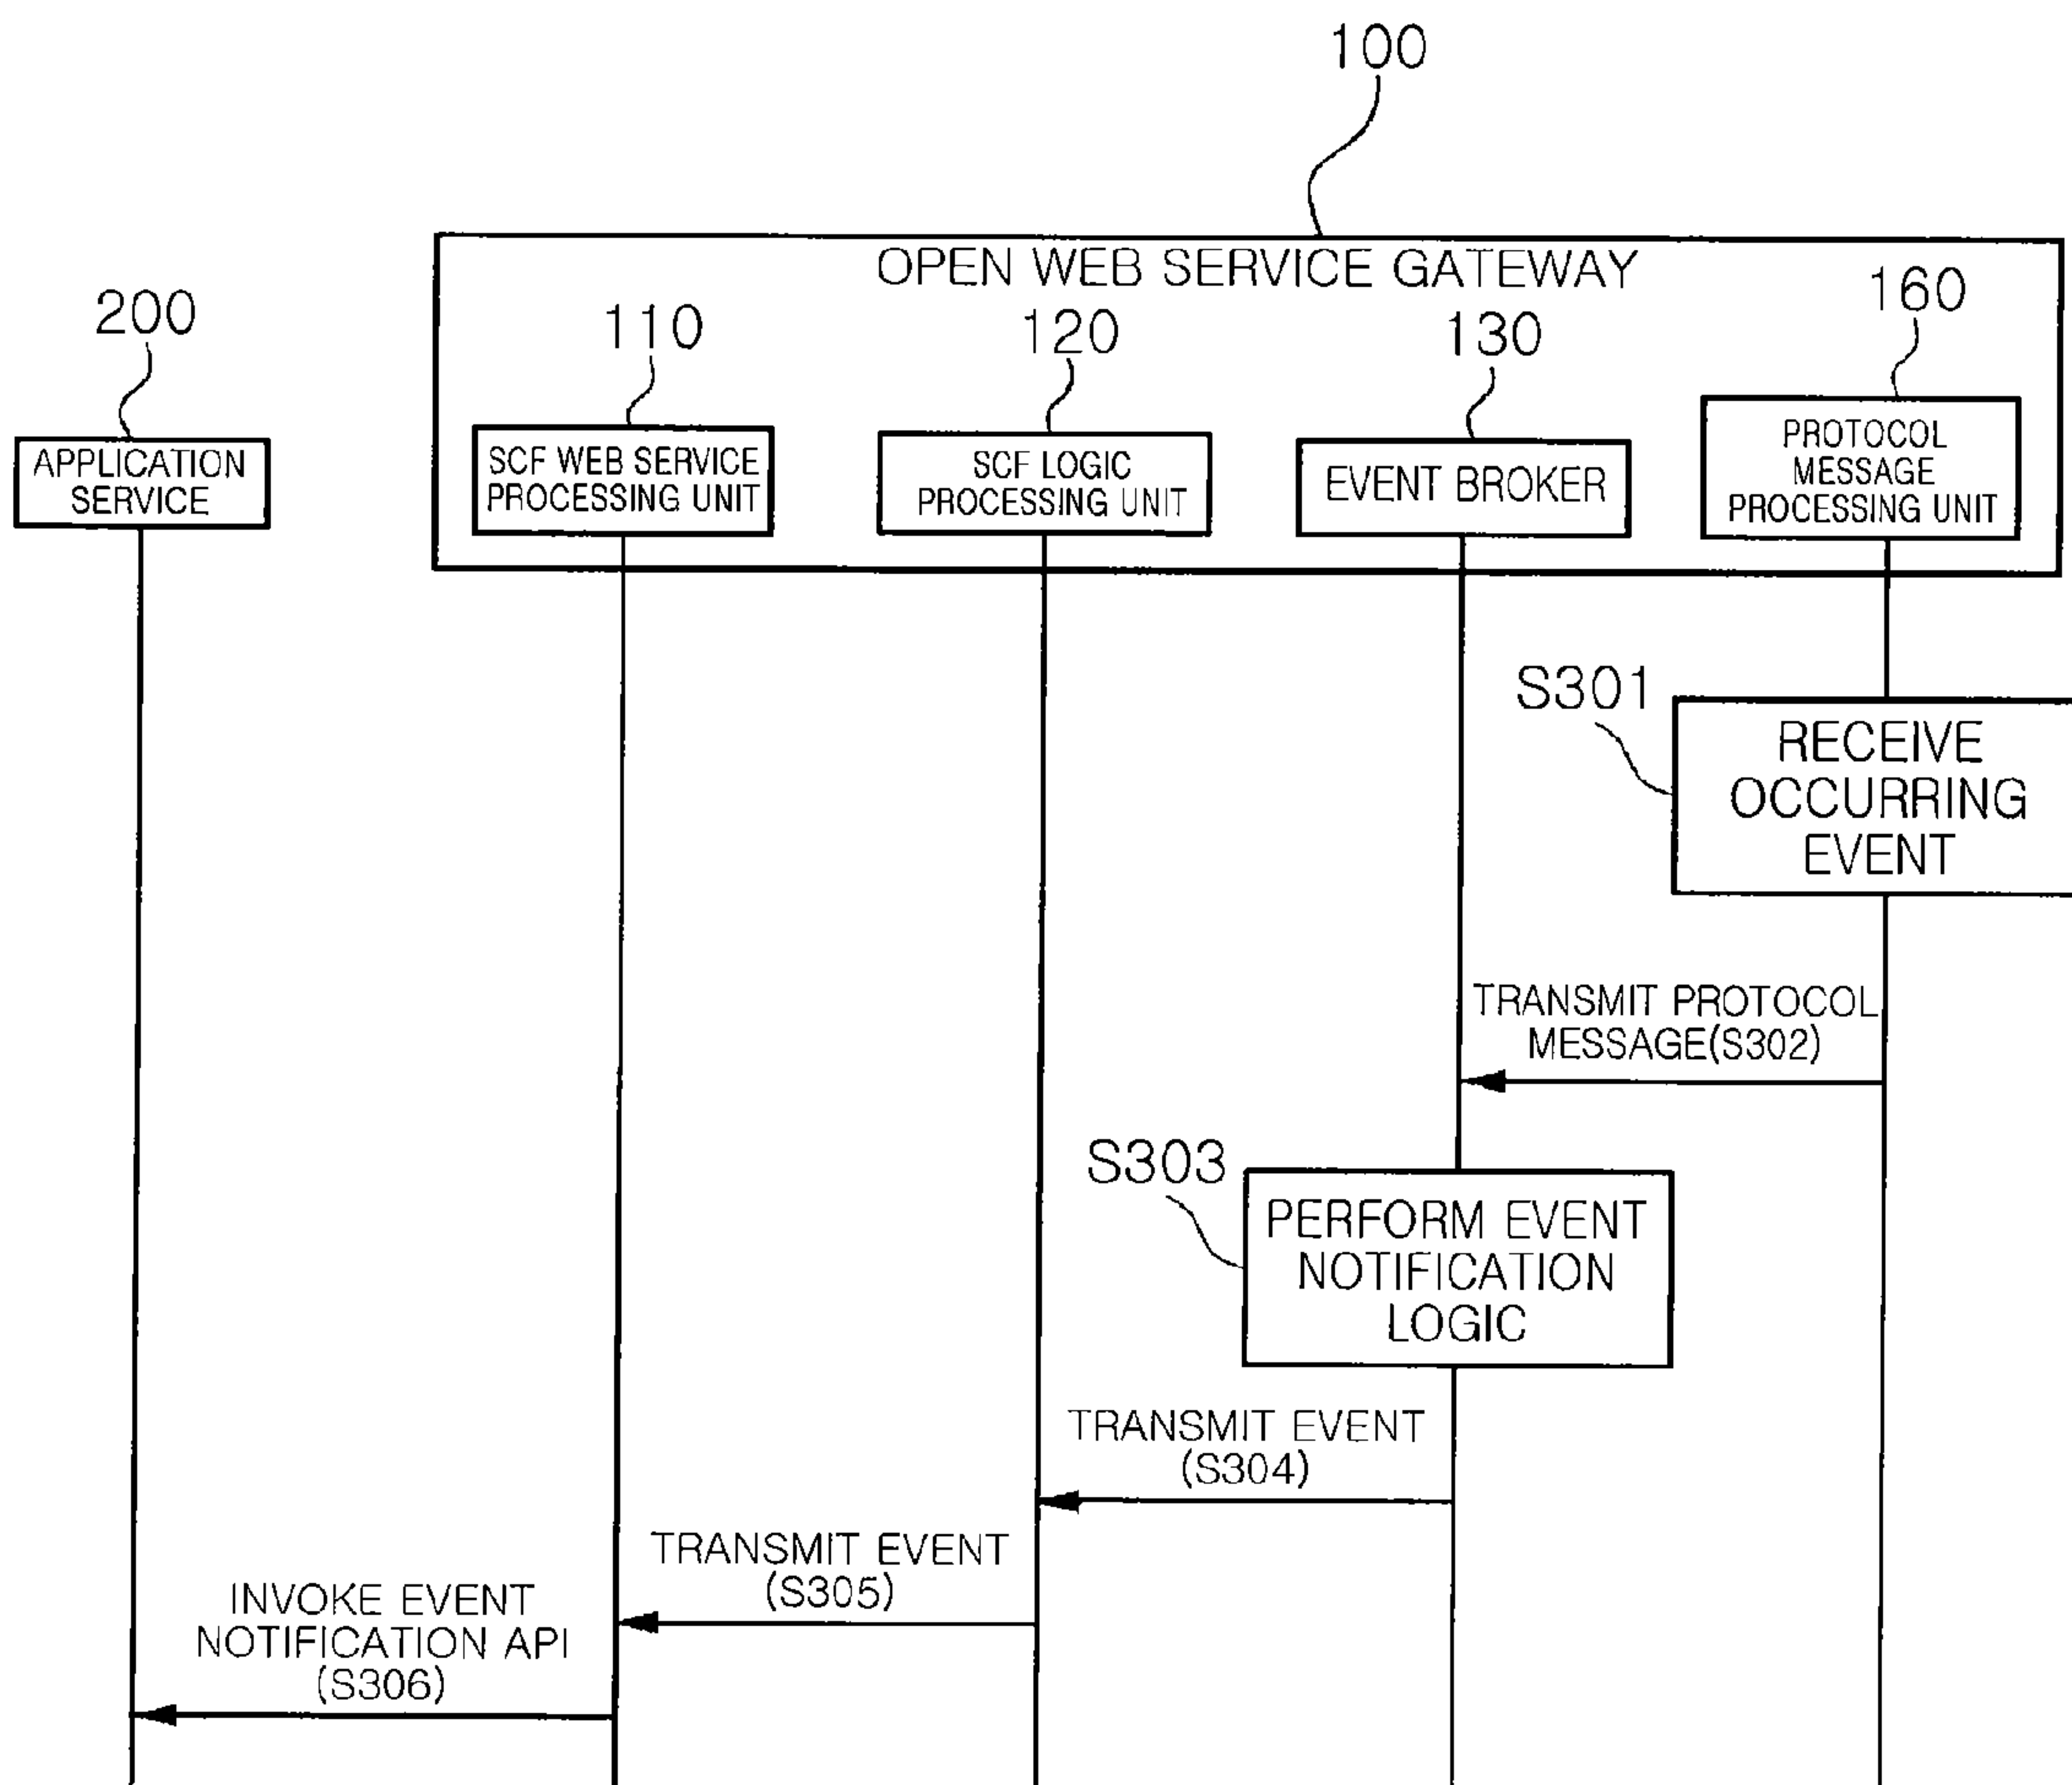 100
OPEN WEB SERVICE GATEWAY
200
110
120
130
160
APPLICATION
SERVICE
SCF WEB SERVICE
PROCESSING UNIT
SCF LOGIC
PROCESSING UNIT
EVENT BROKER
PROTOCOL
MESSAGE
PROCESSING UNIT
S301
RECEIVE
OCCURRING
EVENT
TRANSMIT PROTOCOL
MESSAGE(S302)
S303
PERFORM EVENT
NOTIFICATION
LOGIC
TRANSMIT EVENT
(S304)
TRANSMIT EVENT
(S305)
INVOKE EVENT
NOTIFICATION API
(S306)